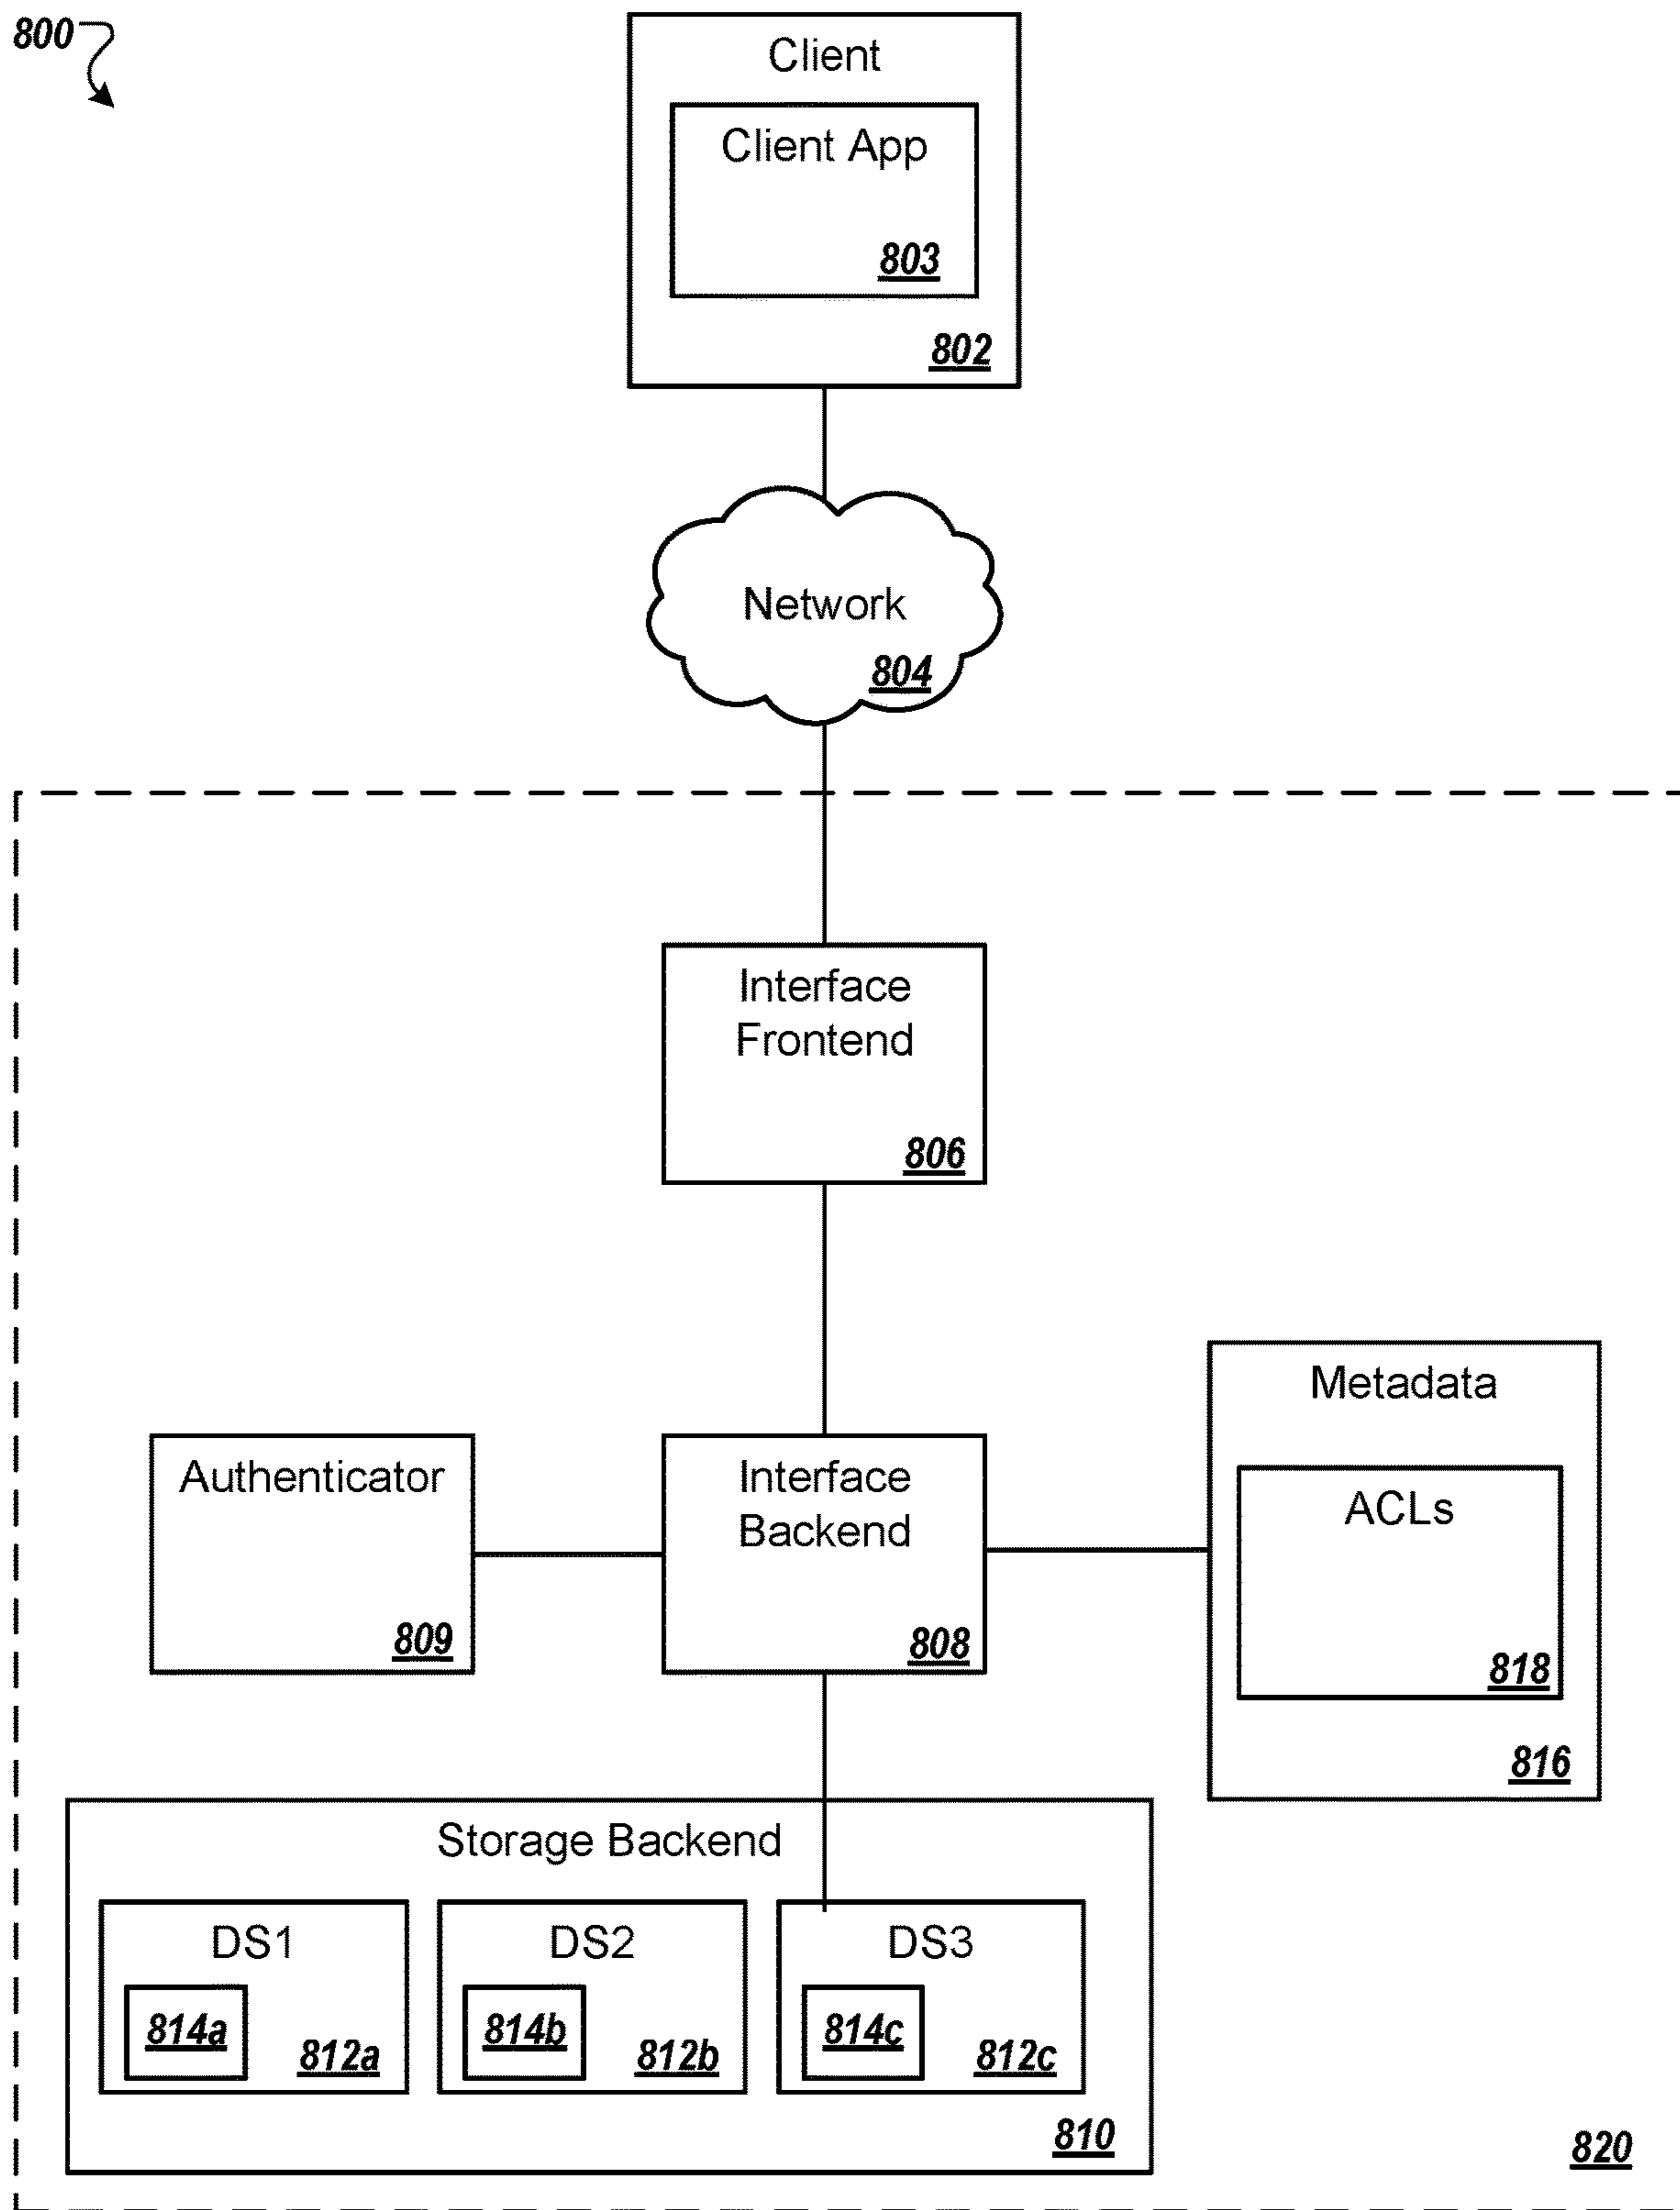 800
Client
Client App
803
802
Network
804
Interface
Frontend
806
Metadata
ACLs
818
816
Authenticator
809
Interface
Backend
808
Storage Backend
DS1
814a
812a
DS2
814b
812b
DS3
814c
812c
810
820